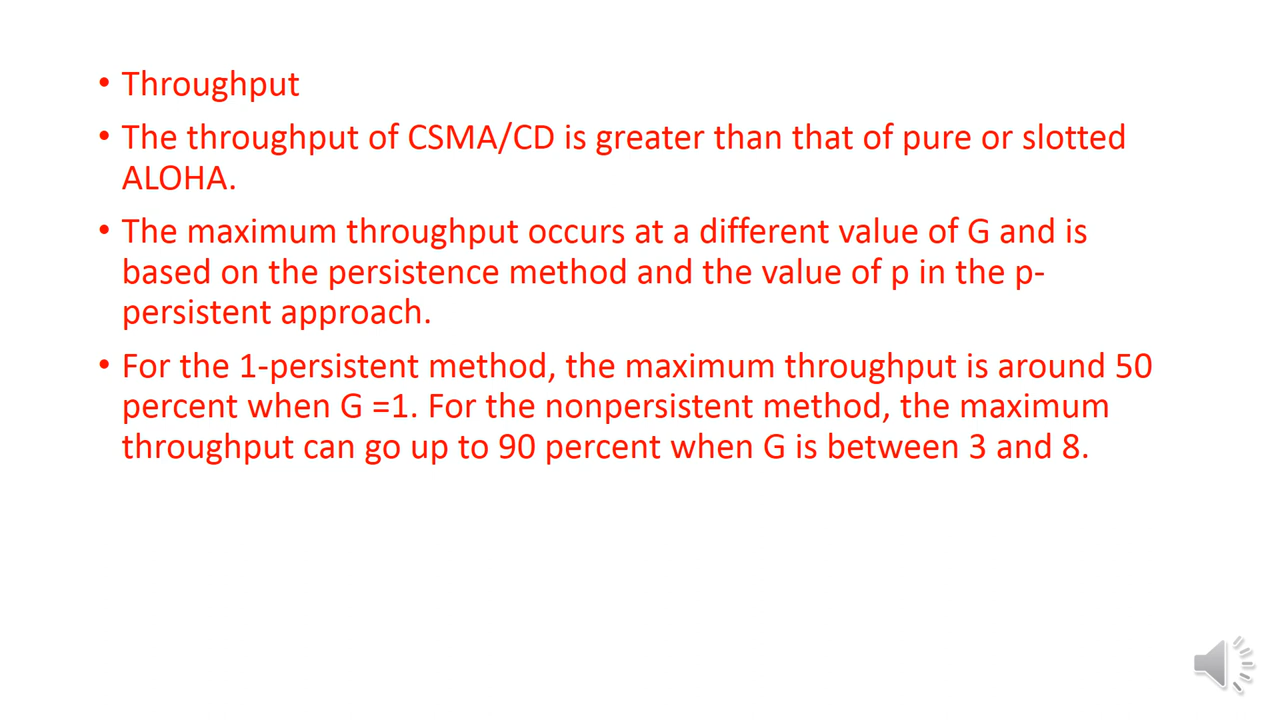 • Throughput
• The throughput of CSMA/CD is greater than that of pure or slotted
ALOHA.
• The maximum throughput occurs at a different value of G and is
based on the persistence method and the value of p in the p-
persistent approach.
• For the 1-persistent method, the maximum throughput is around 50
percent when G =1. For the nonpersistent method, the maximum
throughput can go up to 90 percent when G is between 3 and 8.